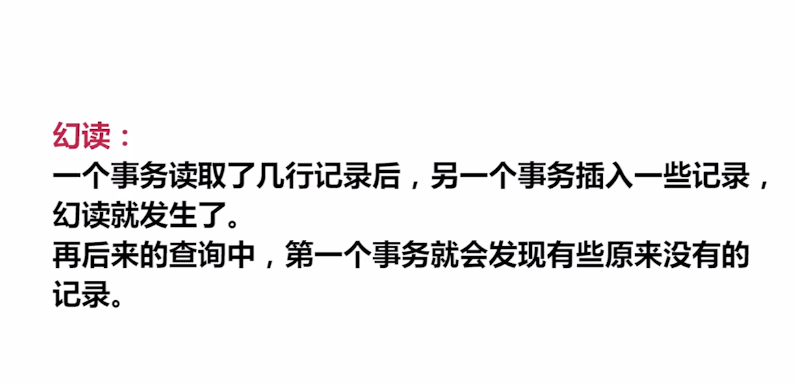 幻读：
一个事务读取了几行记录后，另一个事务插入一些记录，
幻读就发生了。
再后来的查询中，第一个事务就会发现有些原来没有的
记录。